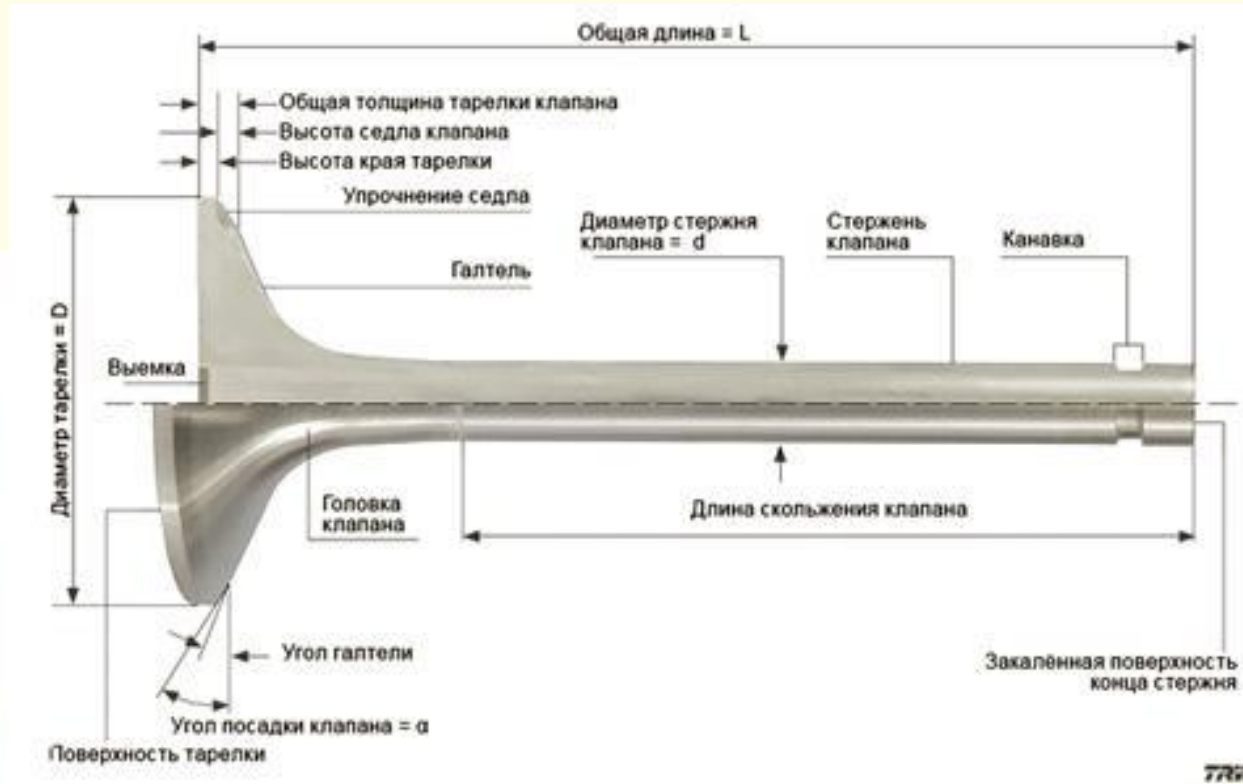 Общая длина = L
Общая толщина тарелки клапана
Высота седла клапана
Высота края тарелки
Упрочнение седла
Диаметр стержня
клапана = d
Стержень
клапана
Канавка
Галтель
Диаметр тарелки = D
Выемка
Головка
клапана
Длина скольжения клапана
Угол галтели
Закалённая поверхность
конца стержня
Угол посадки клапана = α
Поверхность тарелки